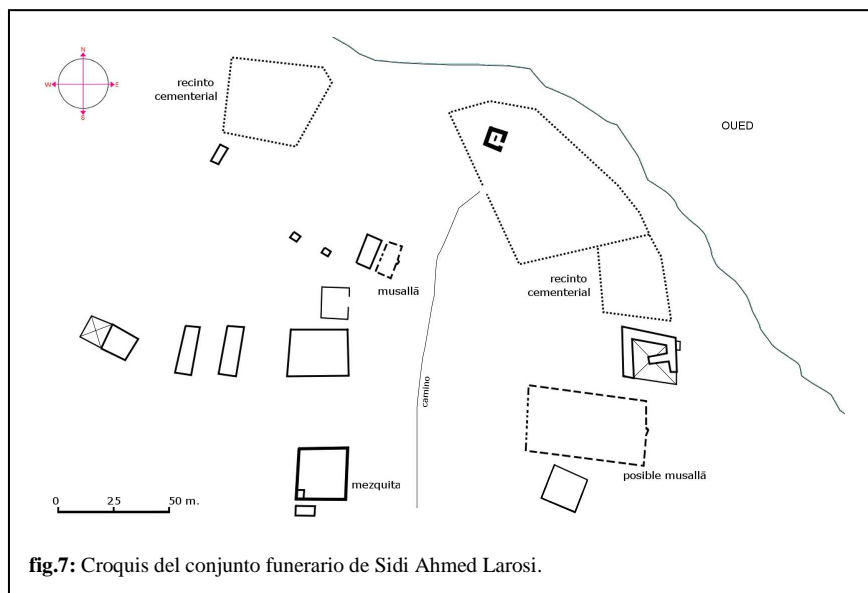 N
W
E
S
recinto
cementerial
OUED
musallā
recinto
cementerial
camino
posible musallā
mezquita
0 25 50 m.
fig.7: Croquis del conjunto funerario de Sidi Ahmed Larosi.